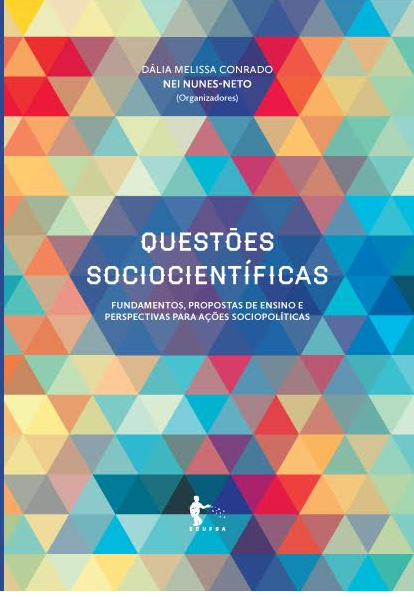 DÁLIA MELISSA CONRADO
NEI NUNES-NETO
(Organizadores)
QUESTÕES
SOCIOCIENTÍFICAS
FUNDAMENTOS, PROPOSTAS DE ENSINO E
PERSPECTIVAS PARA AÇÕES SOCIOPOLÍTICAS
EDUFBA